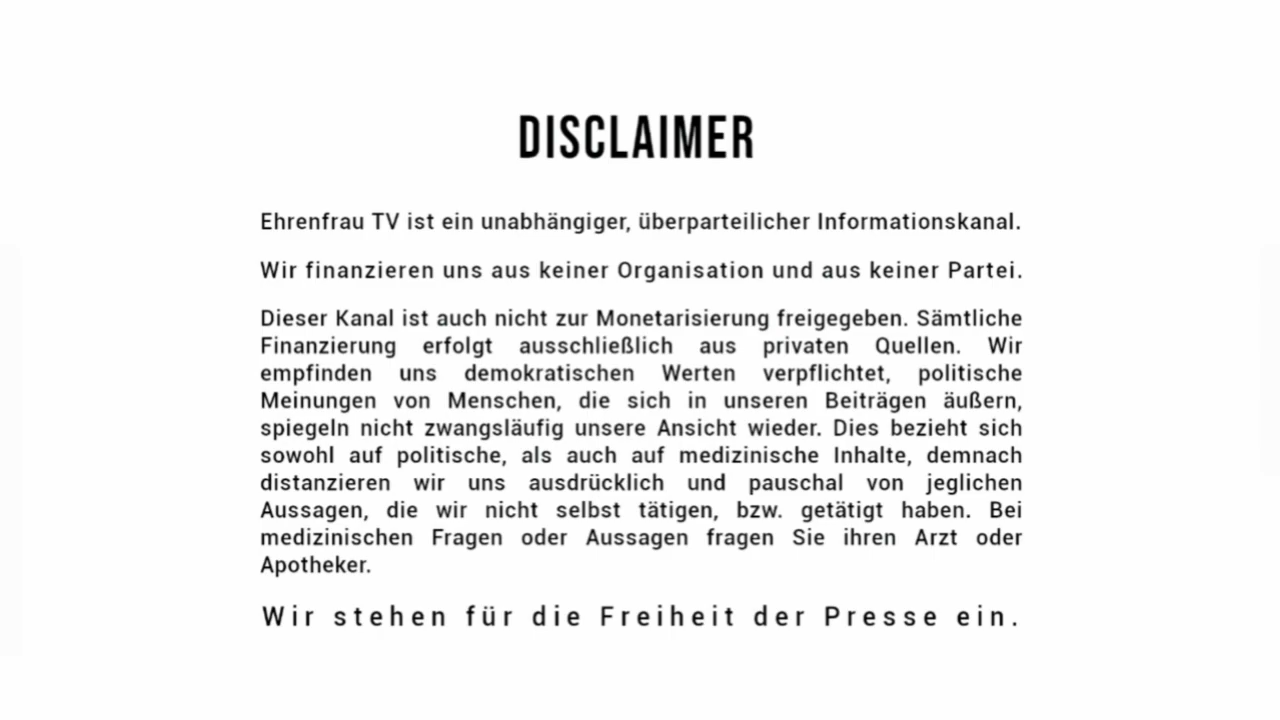 DISCLAIMER
Ehrenfrau TV ist ein unabhängiger, überparteilicher Informationskanal.
Wir finanzieren uns aus keiner Organisation und aus keiner Partei.
Dieser Kanal ist auch nicht zur Monetarisierung freigegeben. Sämtliche
Finanzierung erfolgt ausschließlich aus privaten Quellen. Wir
empfinden uns demokratischen Werten verpflichtet, politische
Meinungen von Menschen, die sich in unseren Beiträgen äußern,
spiegeln nicht zwangsläufig unsere Ansicht wieder. Dies bezieht sich
sowohl auf politische, als auch auf medizinische Inhalte, demnach
distanzieren wir uns ausdrücklich und pauschal von jeglichen
Aussagen, die wir nicht selbst tätigen, bzw. getätigt haben. Bei
medizinischen Fragen oder Aussagen fragen Sie ihren Arzt oder
Apotheker.
Wir stehen für die Freiheit der Presse ein.